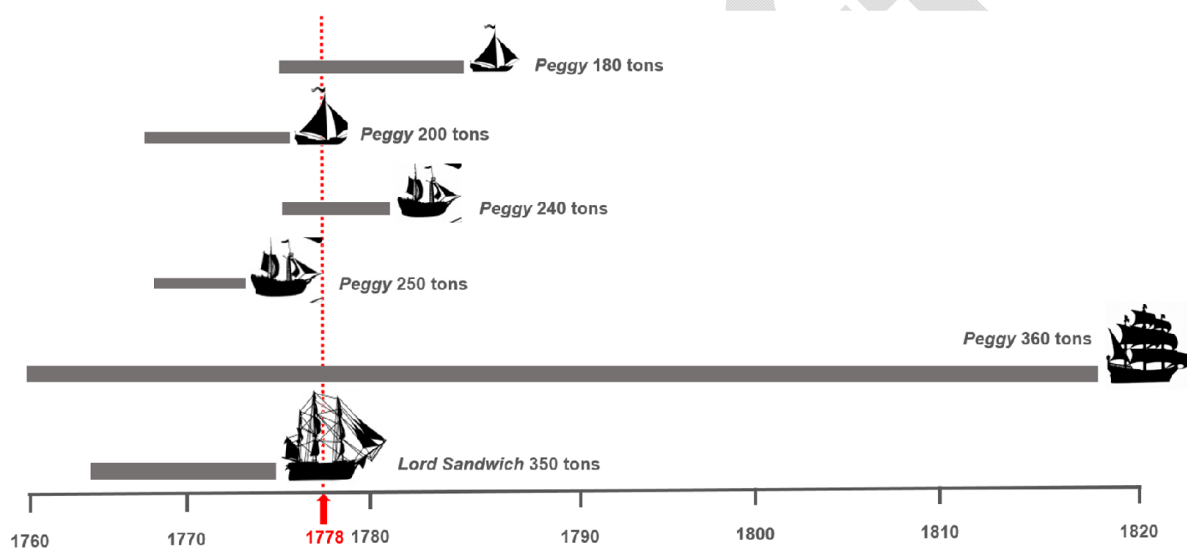 Peggy 180 tons
Peggy 200 tons
Peggy 240 tons
Peggy 250 tons
Peggy 360 tons
Lord Sandwich 350 tons
1760 1770 1778 1780 1790 1800 1810 1820